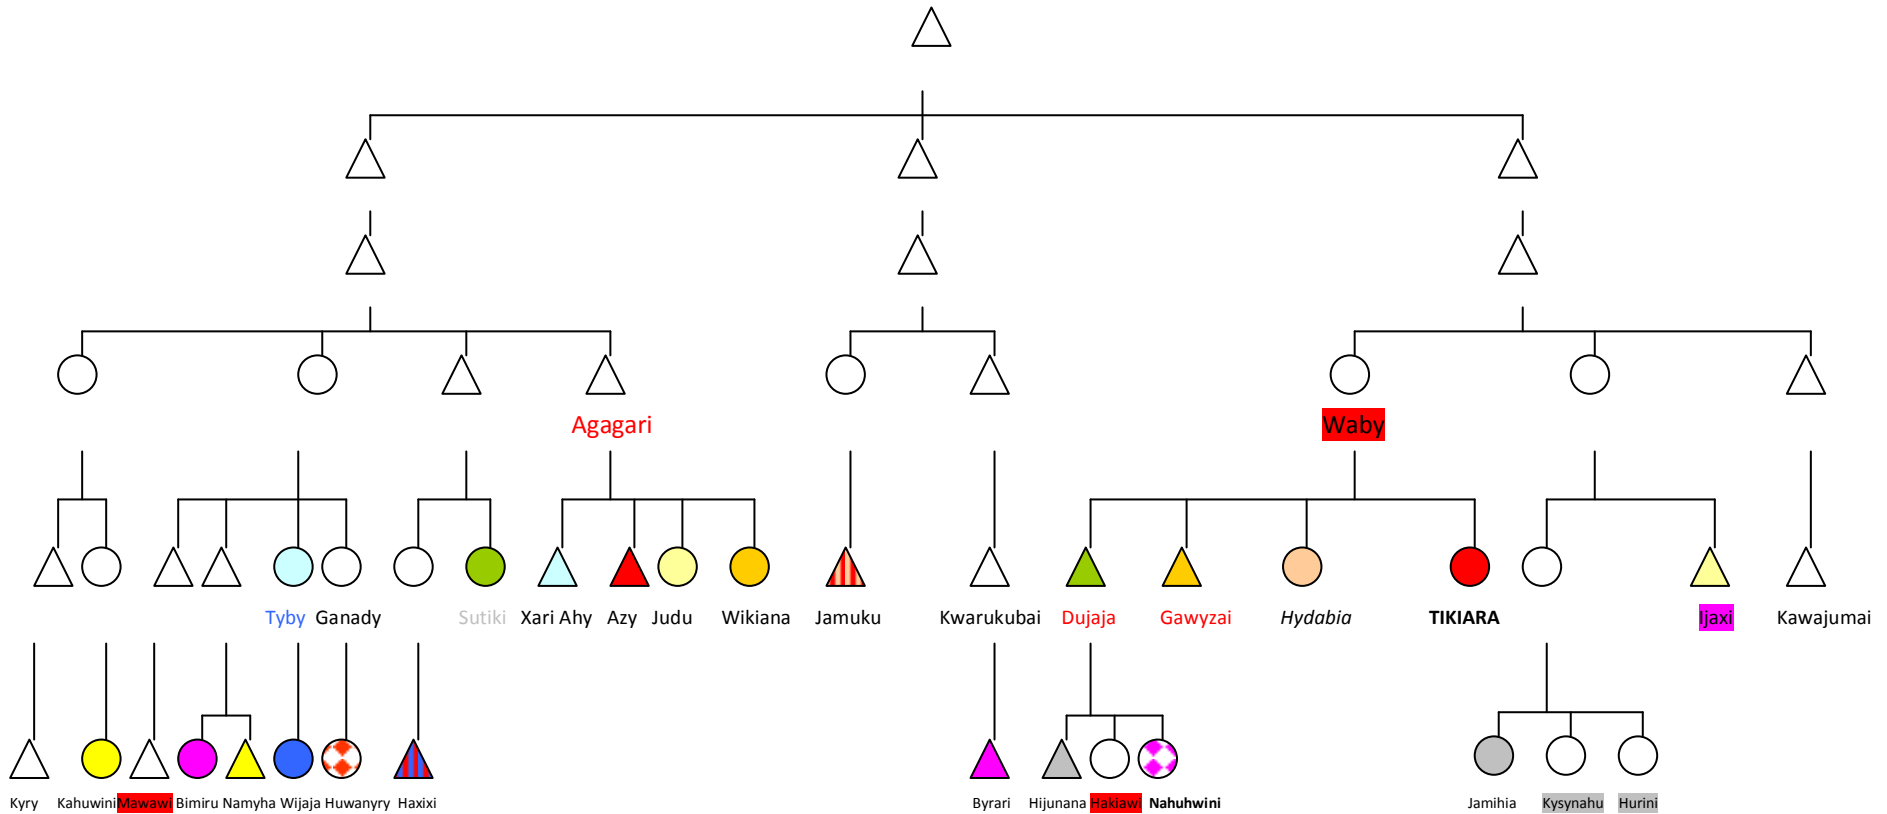 Agagari Waby
Tyby Ganady Sutiki Xari Ahy Azy Judu Wikiana Jamuku Kwarukubai Dujaja Gawyzai Hydabia TIKIARA Ijaxi Kawajumai
Kyry Kahuwini Mawawi Bimiru Namyha Wijaja Huwanyry Haxixi Byrari Hijunana Hakiawi Nahuhwini Jamihia Kysynahu Hurini